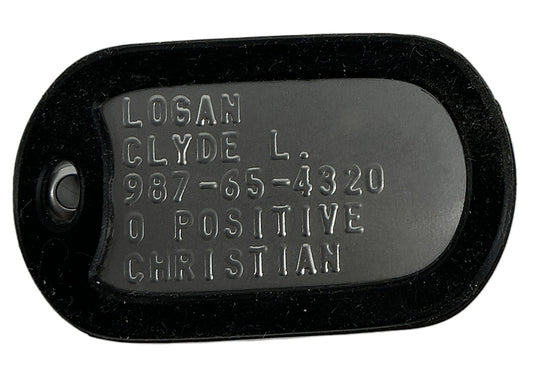 LOGAN
CLYDE L.
987-65-4320
O POSITIVE
CHRISTIAN